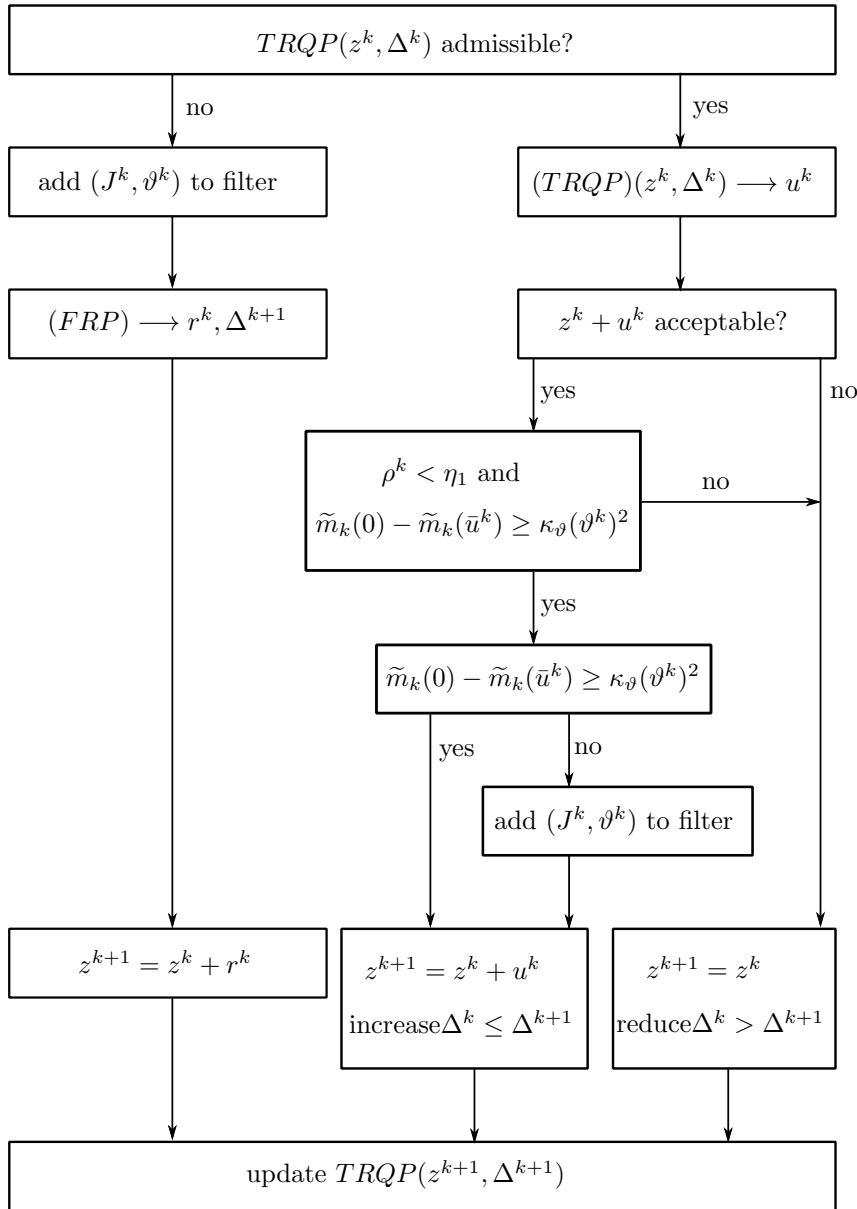 TRQP(z^k, Δ^k) admissible?
no
yes
add (J^k, ϑ^k) to filter
(TRQP)(z^k, Δ^k) ⟶ u^k
(FRP) ⟶ r^k, Δ^{k+1}
z^k + u^k acceptable?
yes
no
ρ^k < η_1 and
m̃_k(0) − m̃_k(ū^k) ≥ κ_ϑ(ϑ^k)^2
no
yes
m̃_k(0) − m̃_k(ū^k) ≥ κ_ϑ(ϑ^k)^2
yes
no
add (J^k, ϑ^k) to filter
z^{k+1} = z^k + r^k
z^{k+1} = z^k + u^k
increaseΔ^k ≤ Δ^{k+1}
z^{k+1} = z^k
reduceΔ^k > Δ^{k+1}
update TRQP(z^{k+1}, Δ^{k+1})